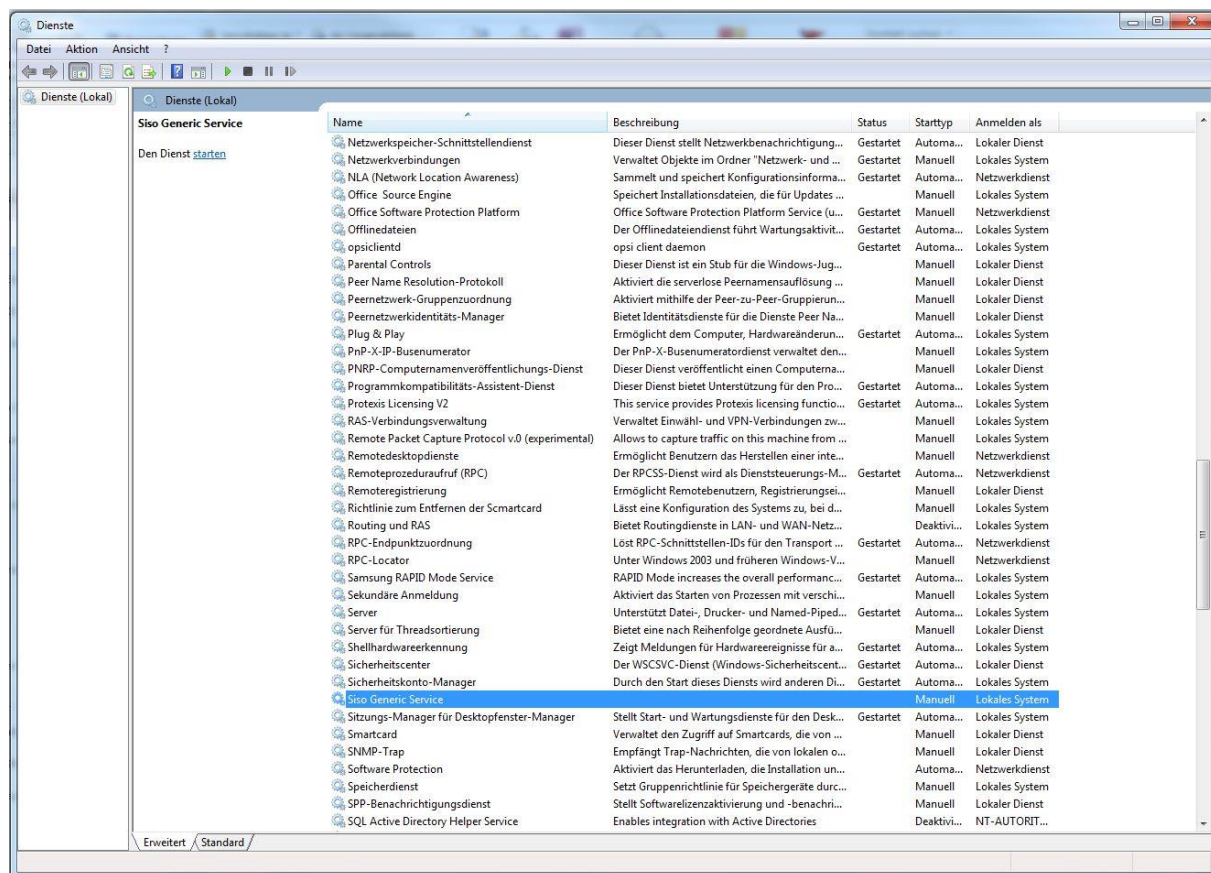 Dienste
Datei Aktion Ansicht ?
Dienste (Lokal)
Dienste (Lokal)
Siso Generic Service
Den Dienst starten
Name Beschreibung Status Starttyp Anmelden als
Netzwerkspeicher-Schnittstellendienst Dieser Dienst stellt Netzwerkbenachrichtigung... Gestartet Automa... Lokaler Dienst
Netzwerkverbindungen Verwaltet Objekte im Ordner "Netzwerk- und ... Gestartet Manuell Lokales System
NLA (Network Location Awareness) Sammelt und speichert Konfigurationsinforma... Gestartet Automa... Netzwerkdienst
Office Source Engine Speichert Installationsdateien, die für Updates ... Manuell Lokales System
Office Software Protection Platform Office Software Protection Platform Service (u... Gestartet Manuell Netzwerkdienst
Offlinedateien Der Offlinedateiendienst führt Wartungsaktivit... Gestartet Automa... Lokales System
opsiclientd opsi client daemon Gestartet Automa... Lokales System
Parental Controls Dieser Dienst ist ein Stub für die Windows-Jug... Manuell Lokaler Dienst
Peer Name Resolution-Protokoll Aktiviert die serverlose Peernamensauflösung ... Manuell Lokaler Dienst
Peernetzwerk-Gruppenzuordnung Aktiviert mithilfe der Peer-zu-Peer-Gruppierun... Manuell Lokaler Dienst
Peernetzwerkidentitäts-Manager Bietet Identitätsdienste für die Dienste Peer Na... Manuell Lokaler Dienst
Plug & Play Ermöglicht dem Computer, Hardwareänderun... Gestartet Automa... Lokales System
PnP-X-IP-Busenumerator Der PnP-X-Busenumeratordienst verwaltet den... Manuell Lokales System
PNRP-Computernamenveröffentlichungs-Dienst Dieser Dienst veröffentlicht einen Computerna... Manuell Lokaler Dienst
Programmkompatibilitäts-Assistent-Dienst Dieser Dienst bietet Unterstützung für den Pro... Gestartet Automa... Lokales System
Protexis Licensing V2 This service provides Protexis licensing functio... Gestartet Automa... Lokales System
RAS-Verbindungsverwaltung Verwaltet Einwähl- und VPN-Verbindungen zw... Manuell Lokales System
Remote Packet Capture Protocol v.0 (experimental) Allows to capture traffic on this machine from ... Manuell Lokales System
Remotedesktopdienste Ermöglicht Benutzern das Herstellen einer inte... Manuell Netzwerkdienst
Remoteprozeduraufruf (RPC) Der RPCSS-Dienst wird als Dienststeuerungs-M... Gestartet Automa... Netzwerkdienst
Remoteregistrierung Ermöglicht Remotebenutzern, Registrierungsei... Manuell Lokaler Dienst
Richtlinie zum Entfernen der Scmartcard Lässt eine Konfiguration des Systems zu, bei d... Manuell Lokales System
Routing und RAS Bietet Routingdienste in LAN- und WAN-Netz... Deaktivi... Lokales System
RPC-Endpunktzuordnung Löst RPC-Schnittstellen-IDs für den Transport ... Gestartet Automa... Netzwerkdienst
RPC-Locator Unter Windows 2003 und früheren Windows-V... Manuell Netzwerkdienst
Samsung RAPID Mode Service RAPID Mode increases the overall performanc... Gestartet Automa... Lokales System
Sekundäre Anmeldung Aktiviert das Starten von Prozessen mit verschi... Manuell Lokales System
Server Unterstützt Datei-, Drucker- und Named-Piped... Gestartet Automa... Lokales System
Server für Threadsortierung Bietet eine nach Reihenfolge geordnete Ausfü... Manuell Lokaler Dienst
Shellhardwareerkennung Zeigt Meldungen für Hardwareereignisse für a... Gestartet Automa... Lokales System
Sicherheitscenter Der WSCSVC-Dienst (Windows-Sicherheitscent... Gestartet Automa... Lokaler Dienst
Sicherheitskonto-Manager Durch den Start dieses Diensts wird anderen Di... Gestartet Automa... Lokales System
Siso Generic Service Manuell Lokales System
Sitzungs-Manager für Desktopfenster-Manager Stellt Start- und Wartungsdienste für den Desk... Gestartet Automa... Lokales System
Smartcard Verwaltet den Zugriff auf Smartcards, die von ... Manuell Lokaler Dienst
SNMP-Trap Empfängt Trap-Nachrichten, die von lokalen o... Manuell Lokaler Dienst
Software Protection Aktiviert das Herunterladen, die Installation un... Automa... Netzwerkdienst
Speicherdienst Setzt Gruppenrichtlinie für Speichergeräte durc... Manuell Lokales System
SPP-Benachrichtigungsdienst Stellt Softwarelizenzaktivierung und -benachri... Manuell Lokaler Dienst
SQL Active Directory Helper Service Enables integration with Active Directories Deaktivi... NT-AUTORIT...
Erweitert Standard